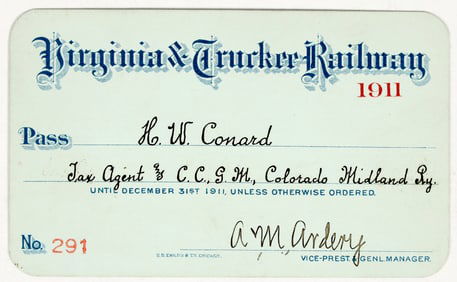 Virginia & Truckee Railway
1911
Pass H. W. Conard
Tax Agent & C. C., G. M., Colorado Midland Ry.
UNTIL DECEMBER 31ST 1911, UNLESS OTHERWISE ORDERED.
No. 291
A. M. Ardery
VICE-PREST. & GENL. MANAGER.